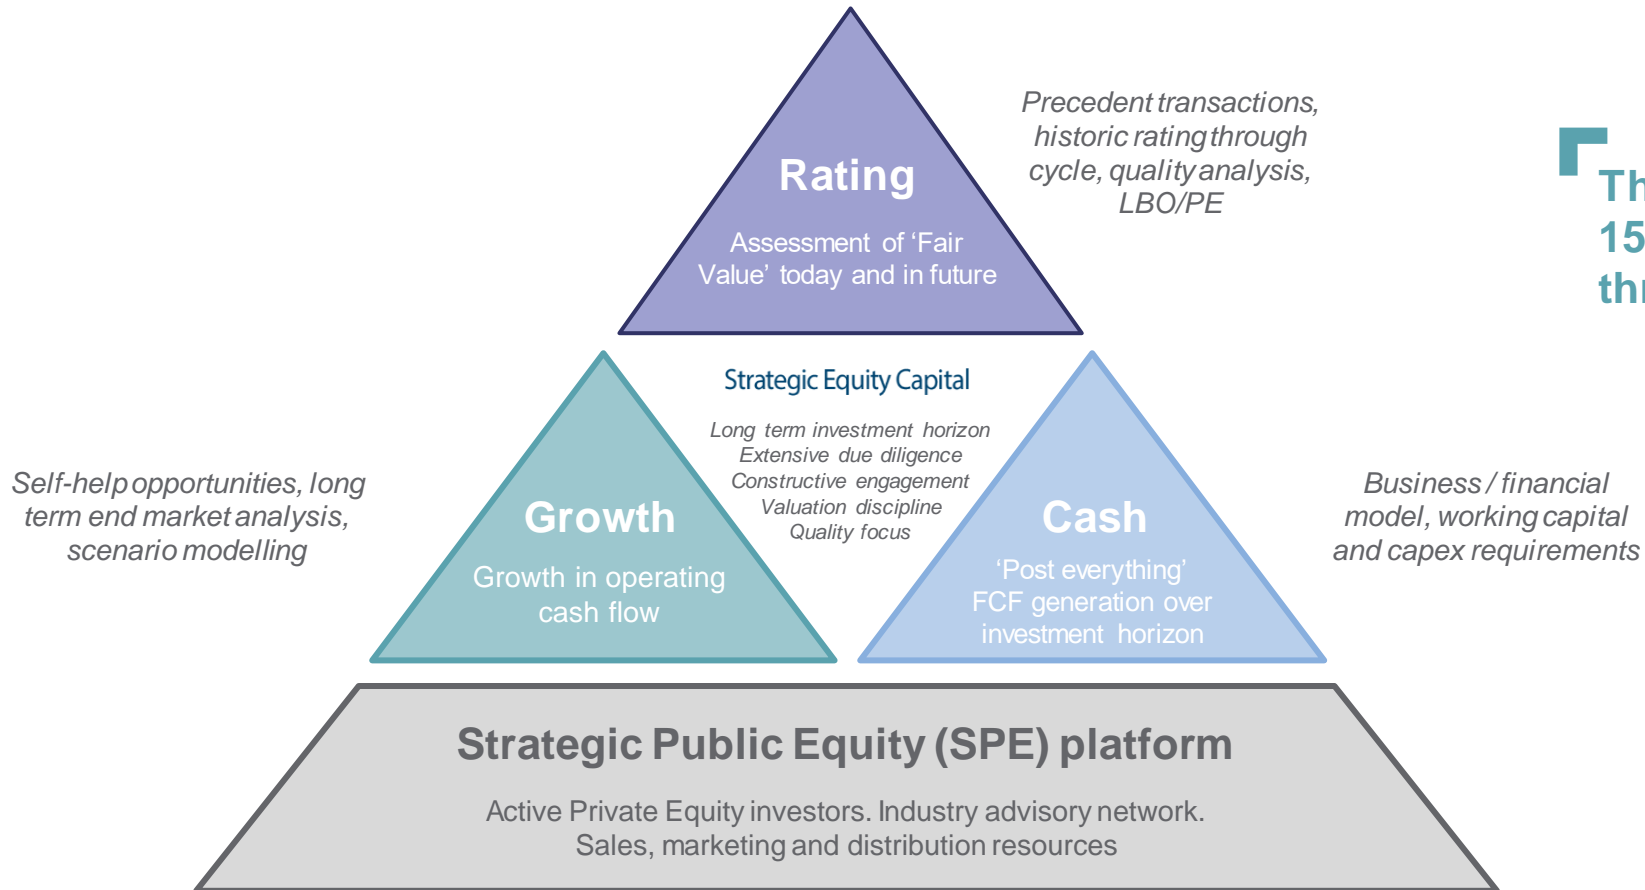 Rating
Assessment of ‘Fair
Value’ today and in future
Precedent transactions,
historic rating through
cycle, quality analysis,
LBO/PE
15
Strategic Equity Capital
Long term investment horizon
Extensive due diligence
Constructive engagement
Valuation discipline
Quality focus
Self-help opportunities, long
term end market analysis,
scenario modelling
Growth
Growth in operating
cash flow
Cash
‘Post everything’
FCF generation over
investment horizon
Business / financial
model, working capital
and capex requirements
Strategic Public Equity (SPE) platform
Active Private Equity investors. Industry advisory network.
Sales, marketing and distribution resources